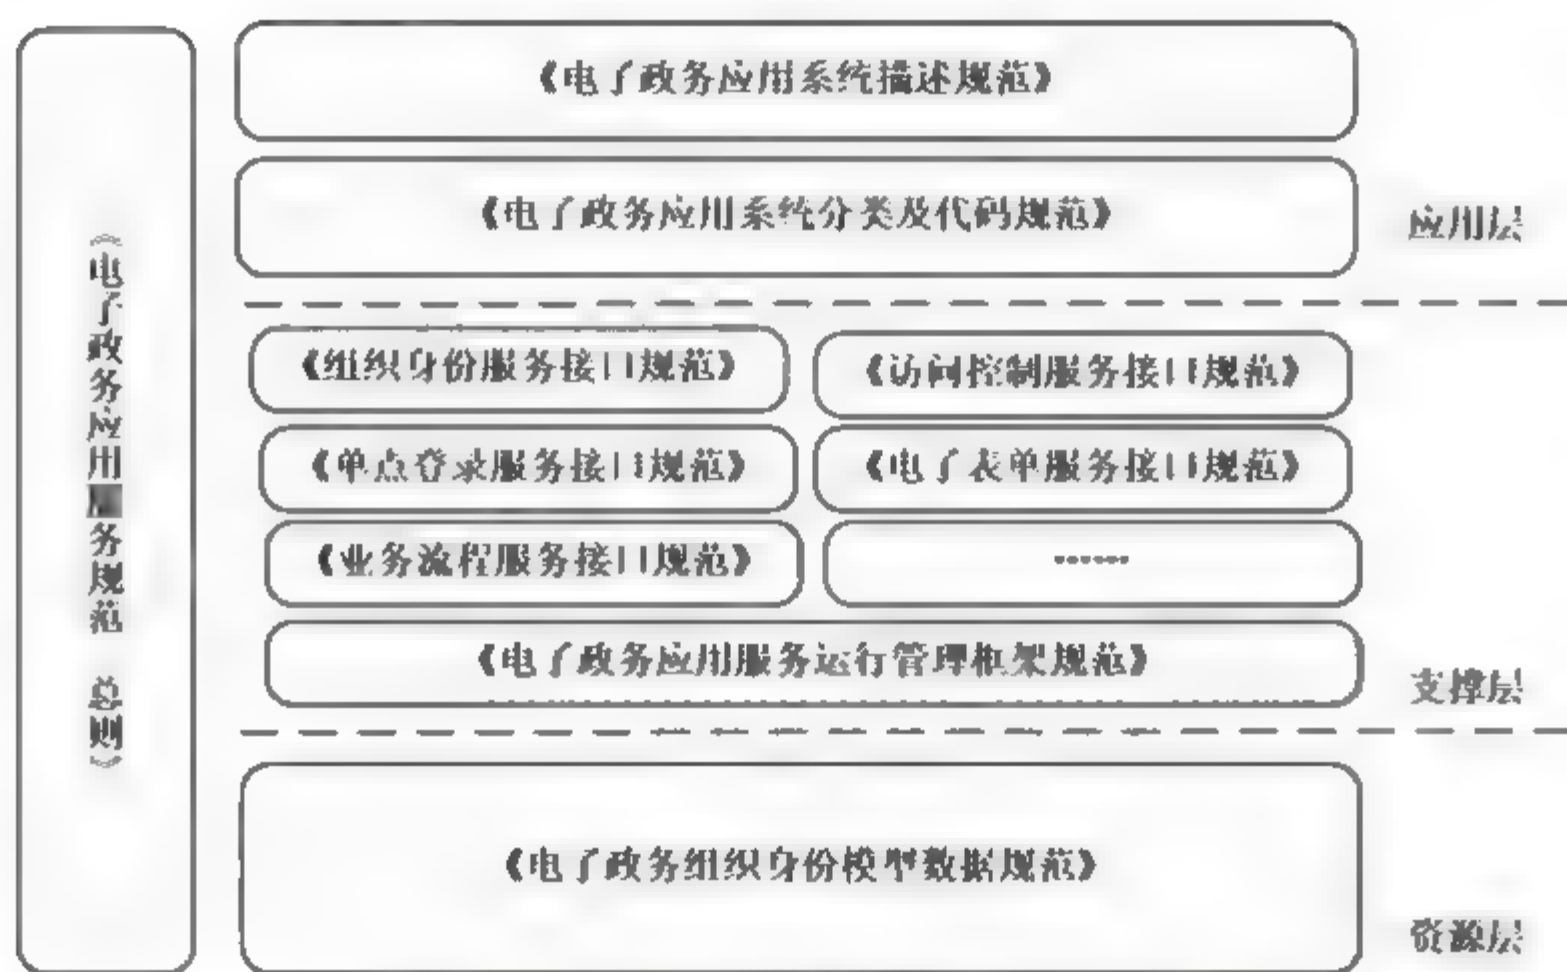 《电子政务应用系统描述规范》
《电子政务应用系统分类及代码规范》
应用层
《电子政务应用务规范 总则》
《组织身份服务接口规范》
《访问控制服务接口规范》
《单点登录服务接口规范》
《电子表单服务接口规范》
《业务流程服务接口规范》
……
《电子政务应用服务运行管理框架规范》
支撑层
《电子政务组织身份模型数据规范》
资源层